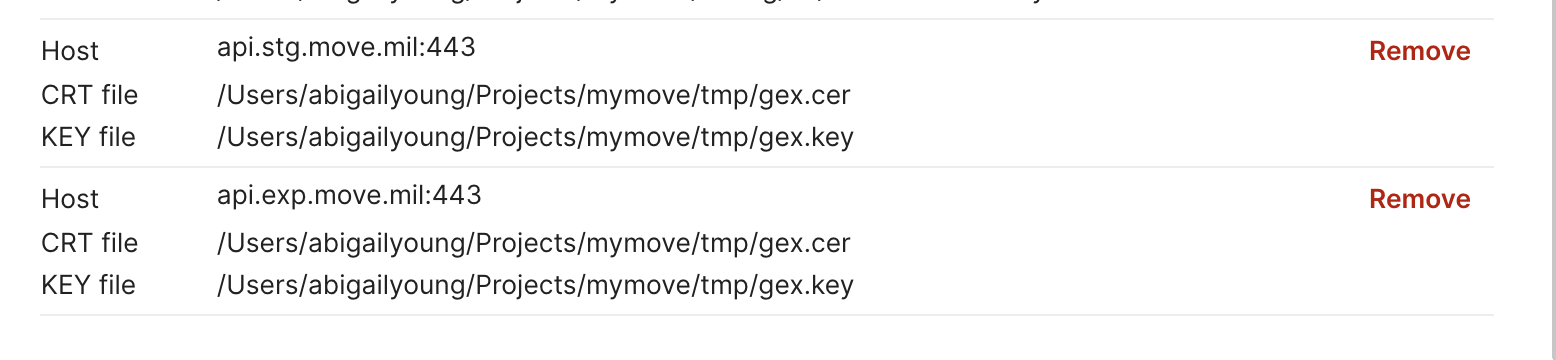 Host api.stg.move.mil:443 Remove
CRT file /Users/abigailyoung/Projects/mymove/tmp/gex.cer
KEY file /Users/abigailyoung/Projects/mymove/tmp/gex.key
Host api.exp.move.mil:443 Remove
CRT file /Users/abigailyoung/Projects/mymove/tmp/gex.cer
KEY file /Users/abigailyoung/Projects/mymove/tmp/gex.key